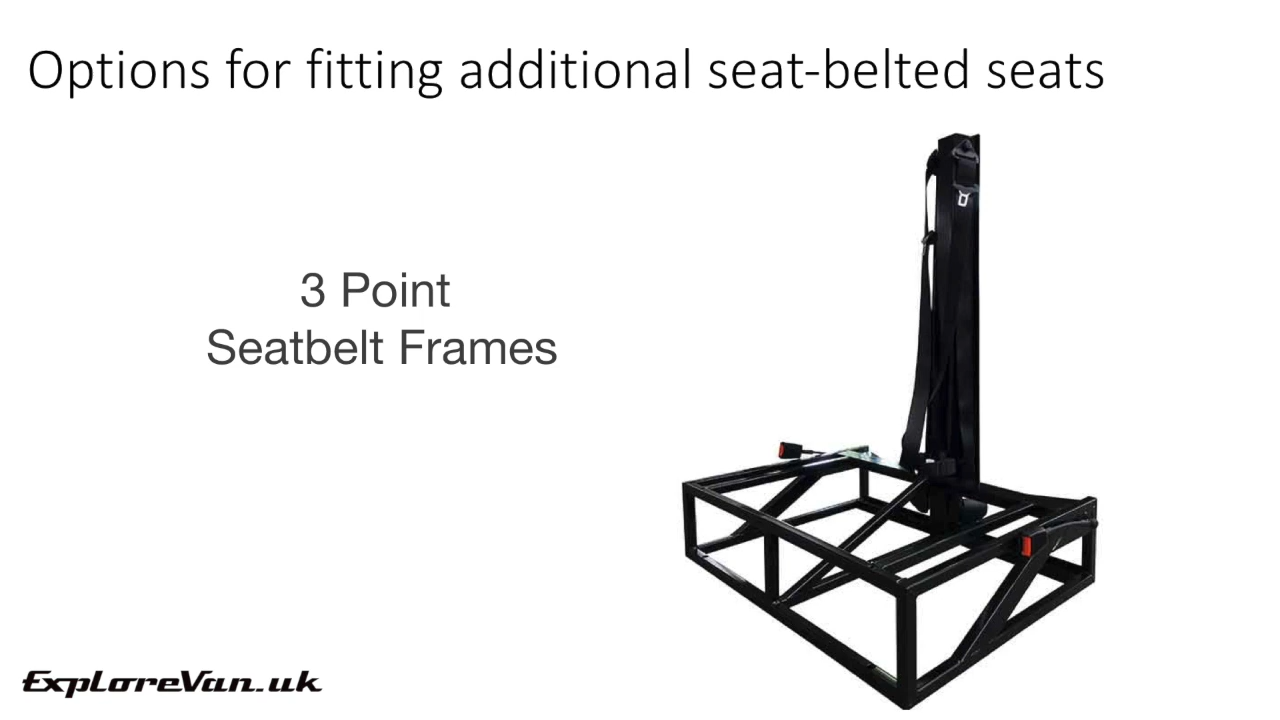 Options for fitting additional seat-belted seats
3 Point
Seatbelt Frames
ExploreVan.uk